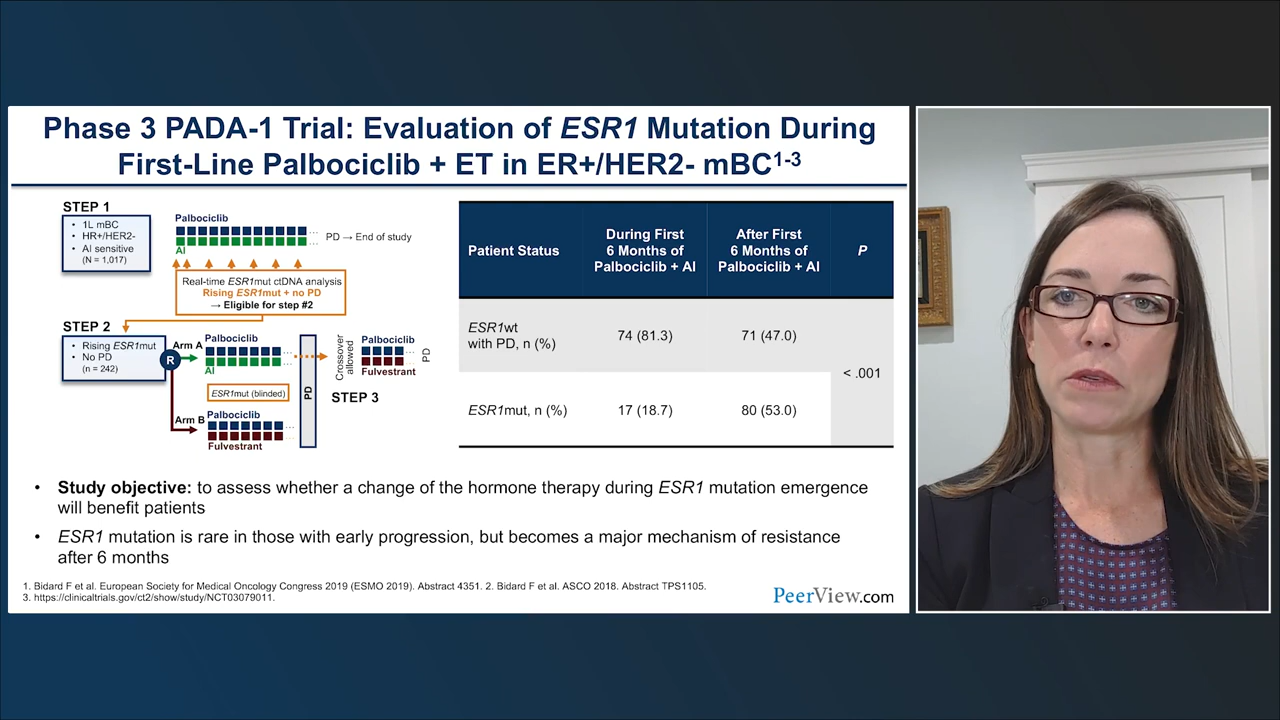 Phase 3 PADA-1 Trial: Evaluation of ESR1 Mutation During
First-Line Palbociclib + ET in ER+/HER2- mBC1-3
STEP 1
• 1L mBC
• HR+/HER2-
• AI sensitive
(N = 1,017)
Palbociclib
AI
PD → End of study
Real-time ESR1mut ctDNA analysis
Rising ESR1mut + no PD
→ Eligible for step #2
STEP 2
• Rising ESR1mut
• No PD
(n = 242)
R
Arm A
Palbociclib
AI
ESR1mut (blinded)
Arm B
Palbociclib
Fulvestrant
PD
Crossover
allowed
Palbociclib
Fulvestrant
PD
STEP 3
Patient Status
During First
6 Months of
Palbociclib + AI
After First
6 Months of
Palbociclib + AI
P
ESR1wt
with PD, n (%)
74 (81.3)
71 (47.0)
< .001
ESR1mut, n (%)
17 (18.7)
80 (53.0)
• Study objective: to assess whether a change of the hormone therapy during ESR1 mutation emergence
will benefit patients
• ESR1 mutation is rare in those with early progression, but becomes a major mechanism of resistance
after 6 months
1. Bidard F et al. European Society for Medical Oncology Congress 2019 (ESMO 2019). Abstract 4351. 2. Bidard F et al. ASCO 2018. Abstract TPS1105.
3. https://clinicaltrials.gov/ct2/show/study/NCT03079011.
PeerView.com